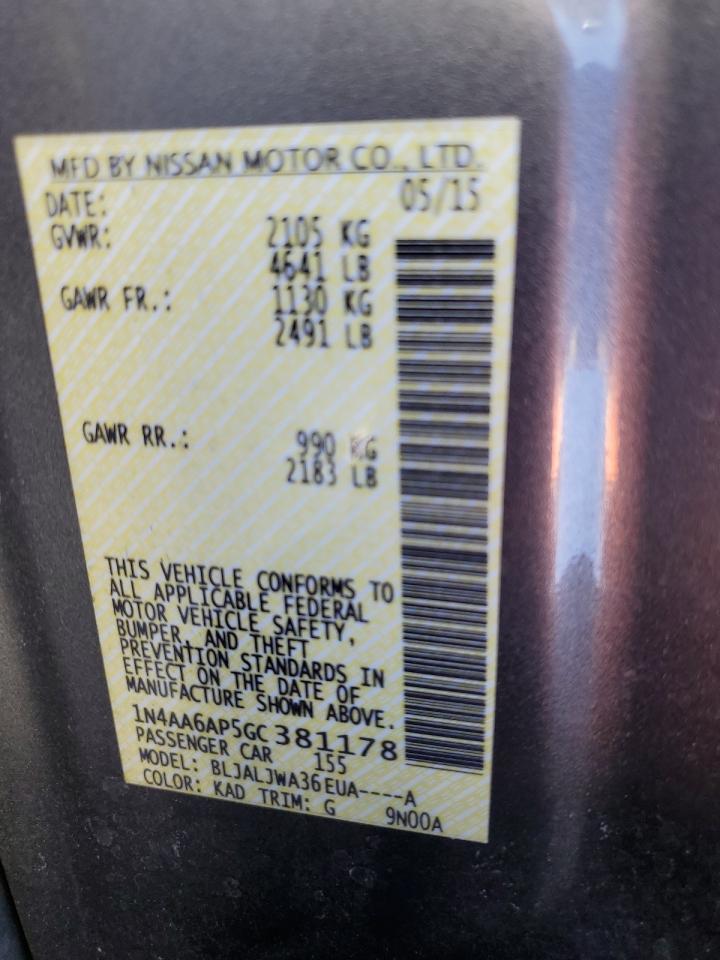 MFD BY NISSAN MOTOR CO., LTD.
DATE: 05/15
GVWR: 2105 KG
4641 LB
GAWR FR.: 1130 KG
2491 LB
GAWR RR.: 990 KG
2183 LB
THIS VEHICLE CONFORMS TO
ALL APPLICABLE FEDERAL
MOTOR VEHICLE SAFETY,
BUMPER, AND THEFT
PREVENTION STANDARDS IN
EFFECT ON THE DATE OF
MANUFACTURE SHOWN ABOVE.
1N4AA6AP5GC381178
PASSENGER CAR 155
MODEL: BLJALJWA36EUA----A
COLOR: KAD TRIM: G 9N00A